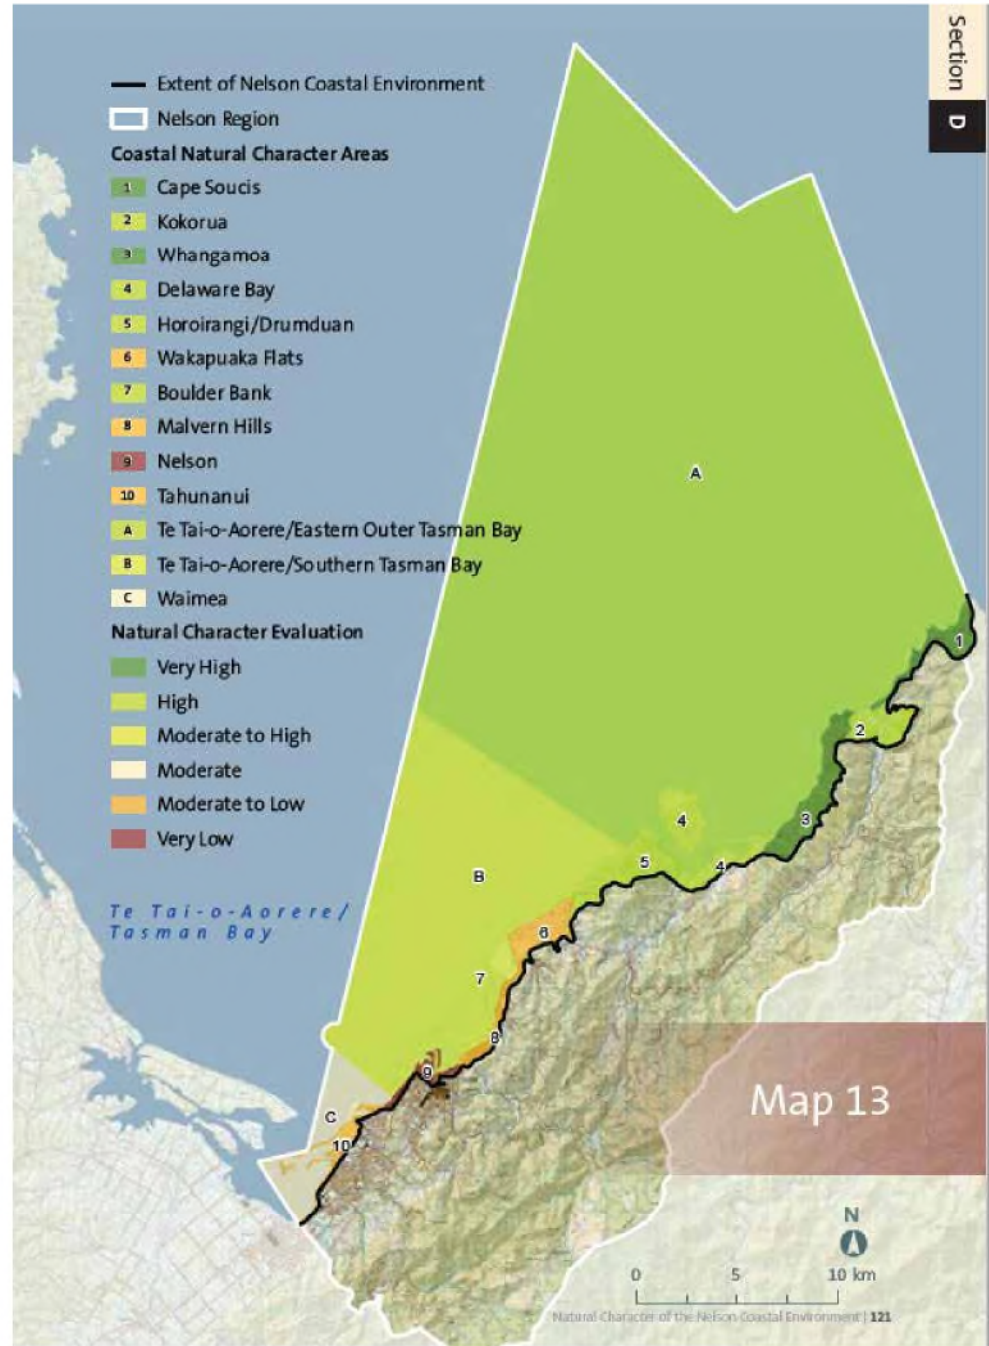 Section
D
Extent of Nelson Coastal Environment
Nelson Region
Coastal Natural Character Areas
1 Cape Soucis
2 Kokorua
3 Whangamoa
4 Delaware Bay
5 Horoirangi/Drumduan
6 Wakapuaka Flats
7 Boulder Bank
8 Malvern Hills
9 Nelson
10 Tahunanui
A Te Tai-o-Aorere/Eastern Outer Tasman Bay
B Te Tai-o-Aorere/Southern Tasman Bay
C Waimea
Natural Character Evaluation
Very High
High
Moderate to High
Moderate
Moderate to Low
Very Low
Te Tai-o-Aorere/
Tasman Bay
A
1
2
3
4
4
5
B
6
7
8
9
C
10
Map 13
N
0 5 10 km
Natural Character of the Nelson Coastal Environment | 121